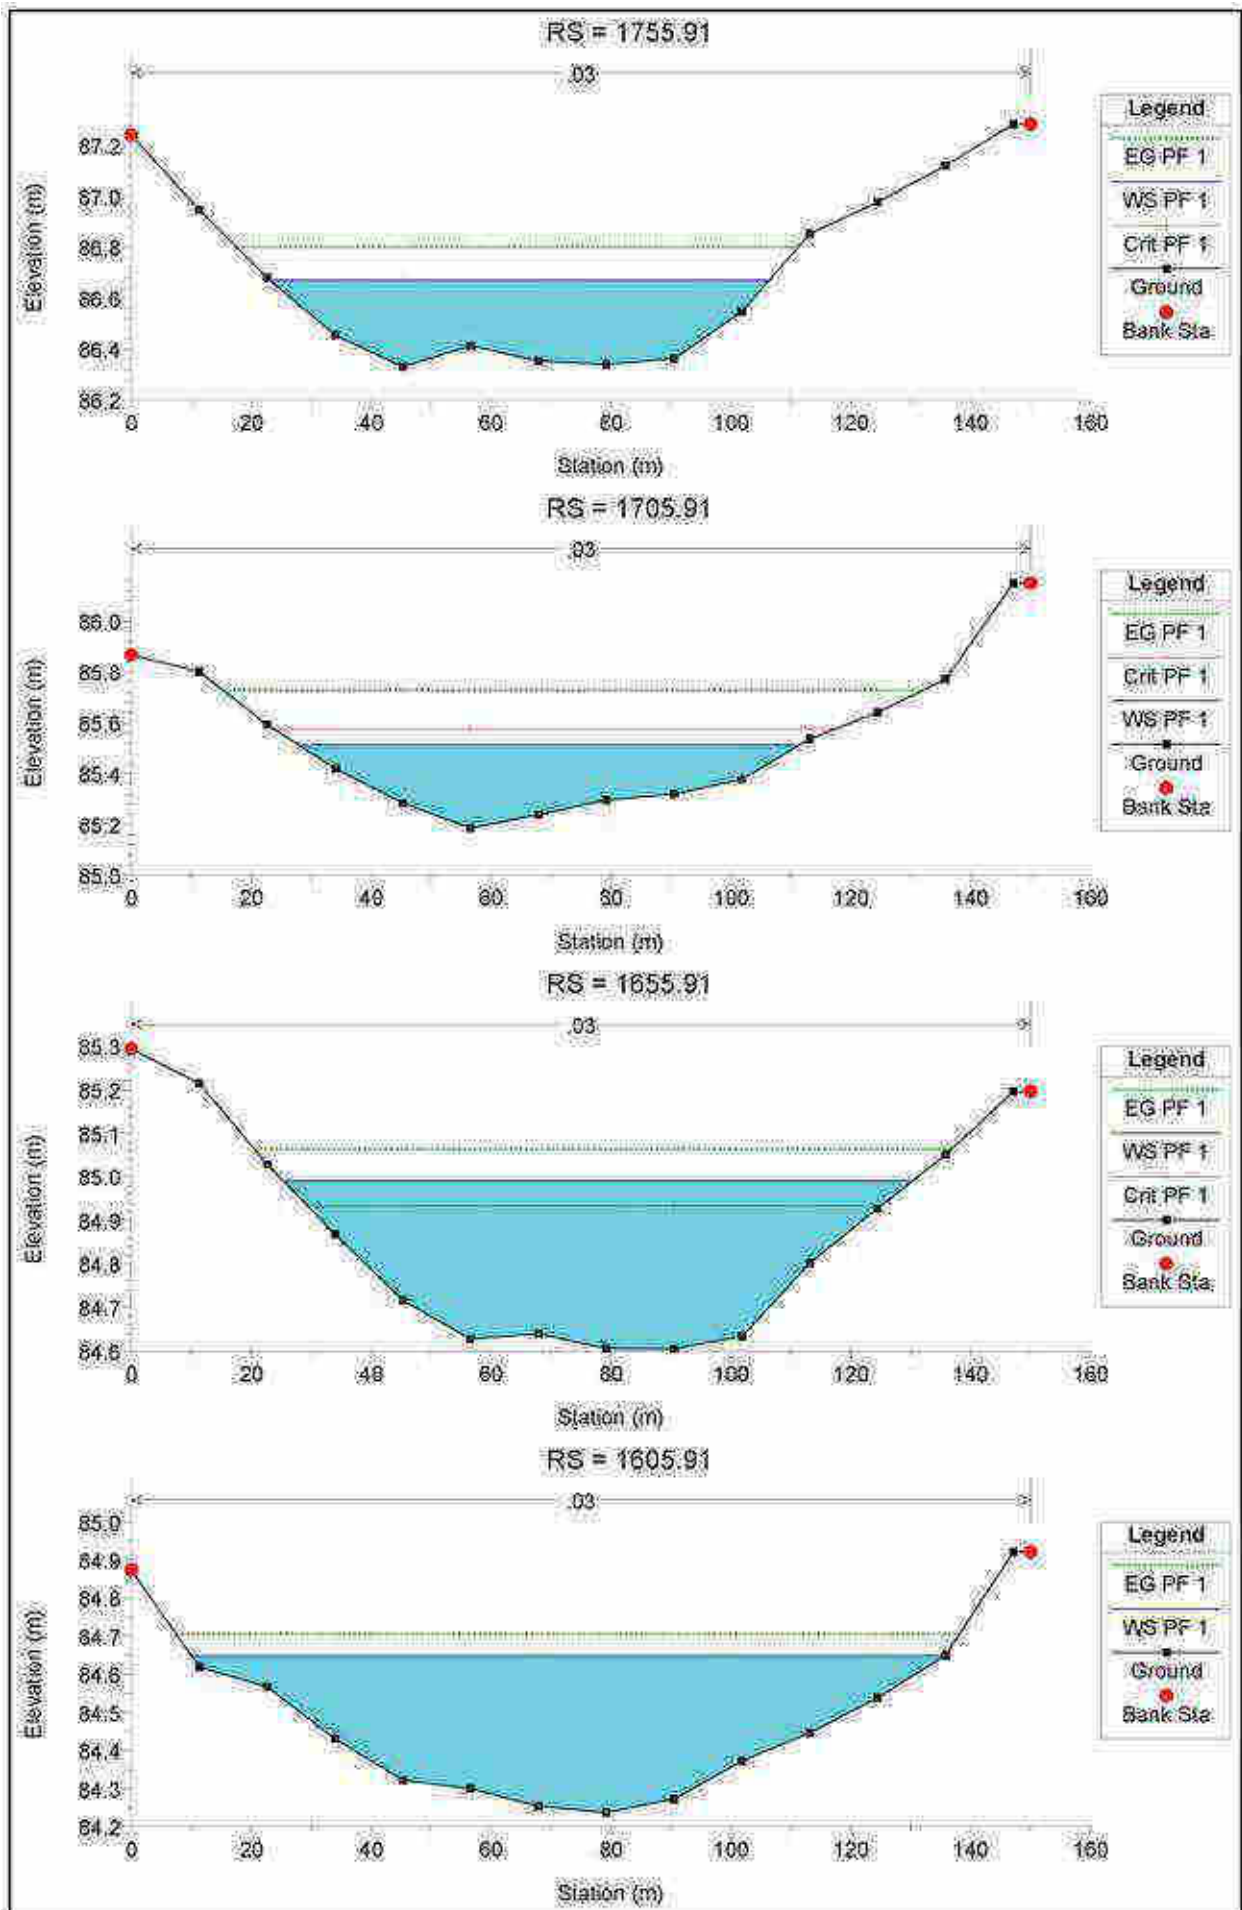 RS = 1755.91
.03
Legend
EG PF 1
WS PF 1
Crit PF 1
Ground
Bank Sta
87.2
87.0
86.8
86.6
86.4
86.2
Elevation (m)
0 20 40 60 80 100 120 140 160
Station (m)
RS = 1705.91
.03
Legend
EG PF 1
Crit PF 1
WS PF 1
Ground
Bank Sta
86.0
85.8
85.6
85.4
85.2
85.0
Elevation (m)
0 20 40 60 80 100 120 140 160
Station (m)
RS = 1655.91
.03
Legend
EG PF 1
WS PF 1
Crit PF 1
Ground
Bank Sta
85.3
85.2
85.1
85.0
84.9
84.8
84.7
84.6
Elevation (m)
0 20 40 60 80 100 120 140 160
Station (m)
RS = 1605.91
.03
Legend
EG PF 1
WS PF 1
Ground
Bank Sta
85.0
84.9
84.8
84.7
84.6
84.5
84.4
84.3
84.2
Elevation (m)
0 20 40 60 80 100 120 140 160
Station (m)